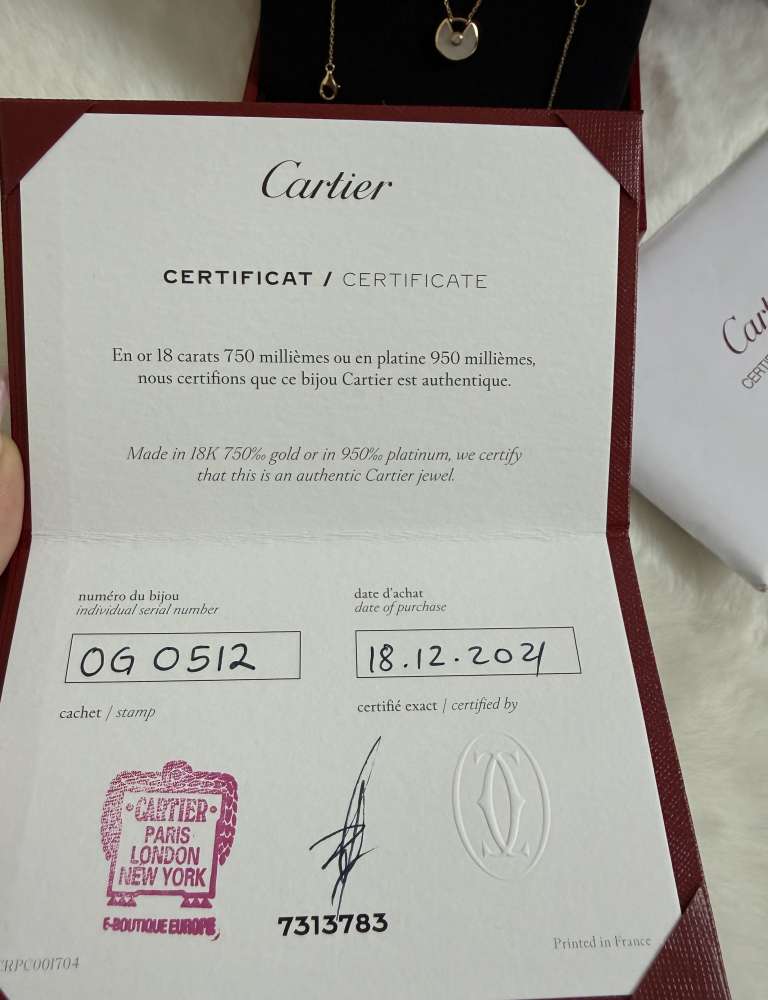 Cartier
CERTIFICAT / CERTIFICATE
En or 18 carats 750 millièmes ou en platine 950 millièmes,
nous certifions que ce bijou Cartier est authentique.
Made in 18K 750‰ gold or in 950‰ platinum, we certify
that this is an authentic Cartier jewel.
numéro du bijou
individual serial number
OG 0512
date d'achat
date of purchase
18.12.2021
cachet / stamp
certifié exact / certified by
CARTIER
PARIS
LONDON
NEW YORK
E-BOUTIQUE EUROPE
7313783
CRPC001704
Printed in France
Cart
CERTIF